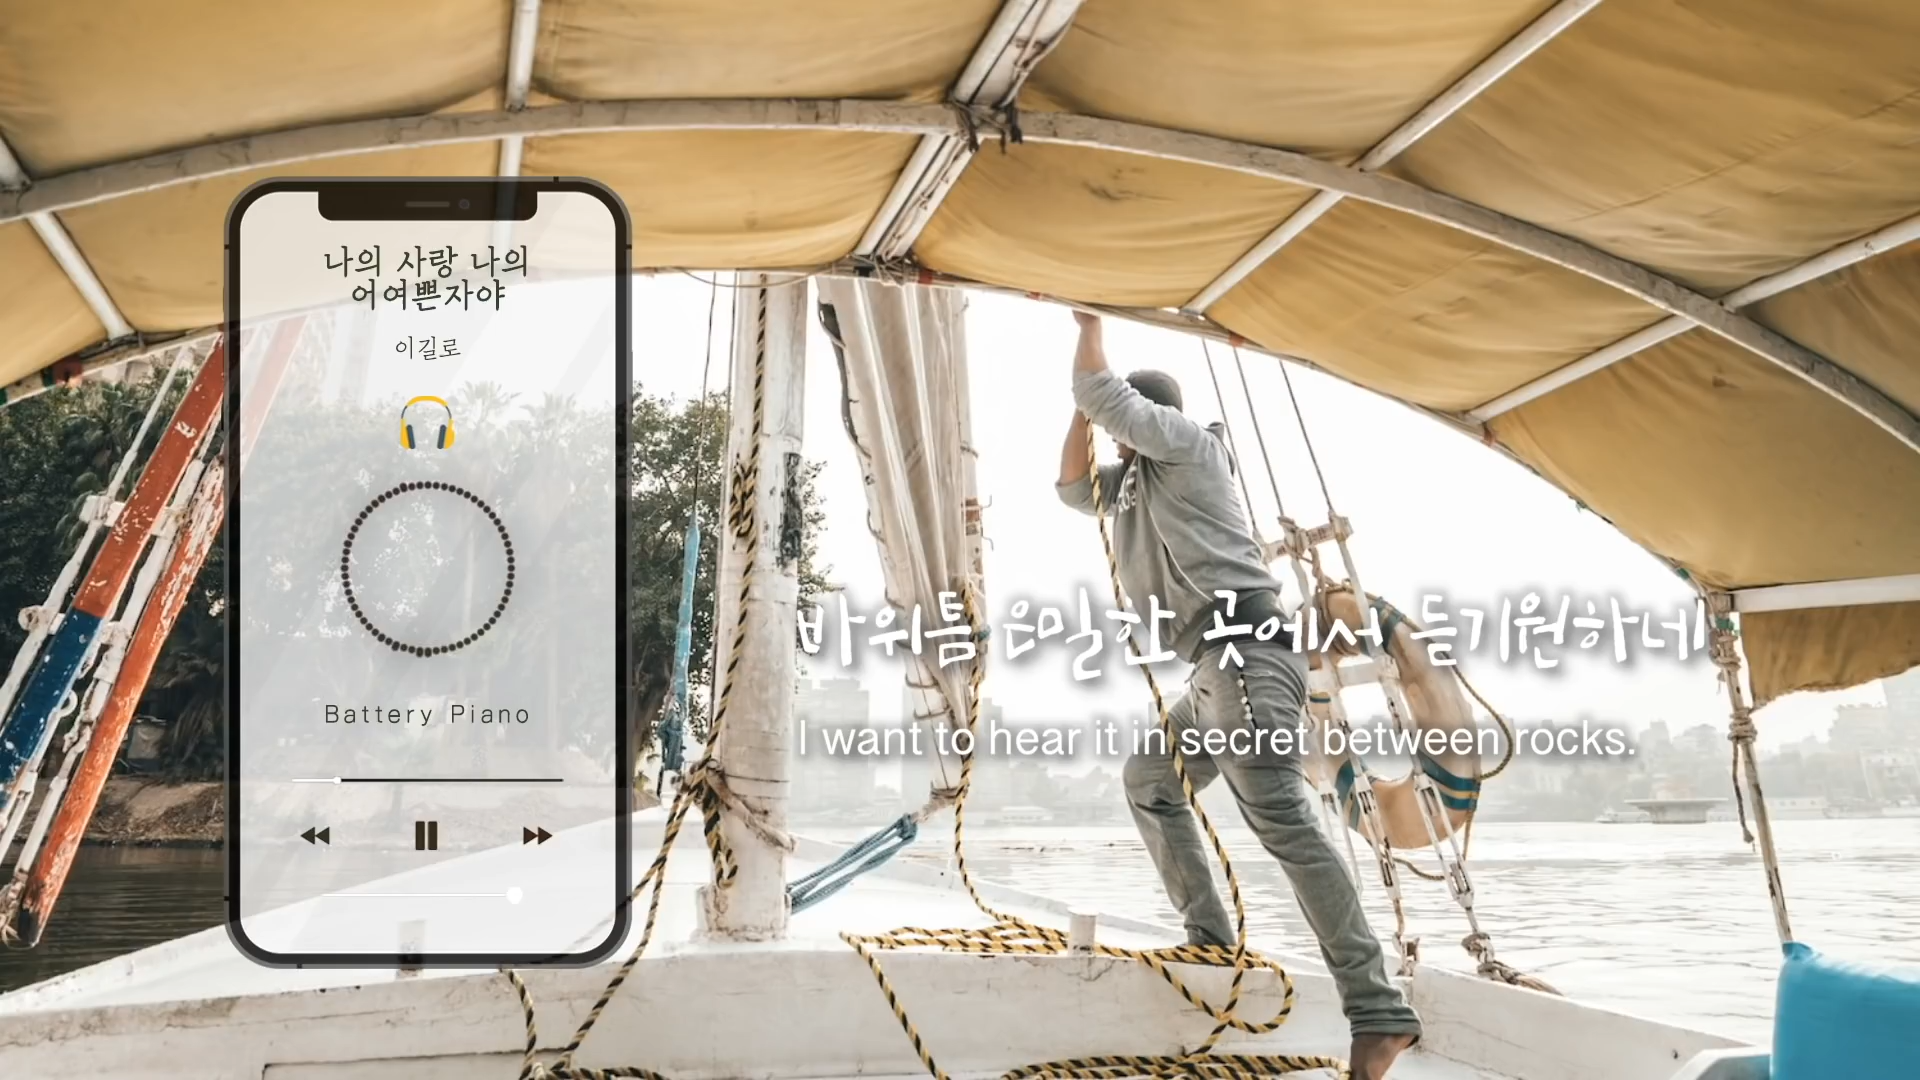 나의 사랑 나의
어여쁜자야
이길로
Battery Piano
바위틈 은밀한 곳에서 듣기원하네
I want to hear it in secret between rocks.